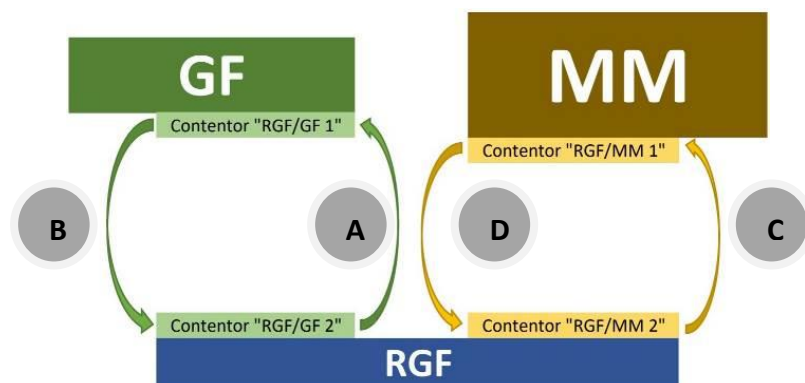 GF
MM
Contentor "RGF/GF 1"
Contentor "RGF/MM 1"
B
A
D
C
Contentor "RGF/GF 2"
Contentor "RGF/MM 2"
RGF